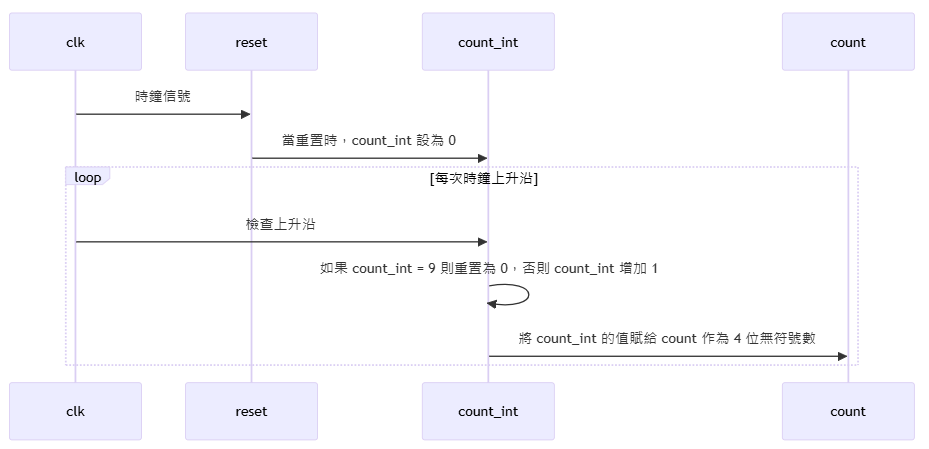 clk
reset
count_int
count
時鐘信號
當重置時，count_int 設為 0
loop
[每次時鐘上升沿]
檢查上升沿
如果 count_int = 9 則重置為 0，否則 count_int 增加 1
將 count_int 的值賦給 count 作為 4 位無符號數
clk
reset
count_int
count